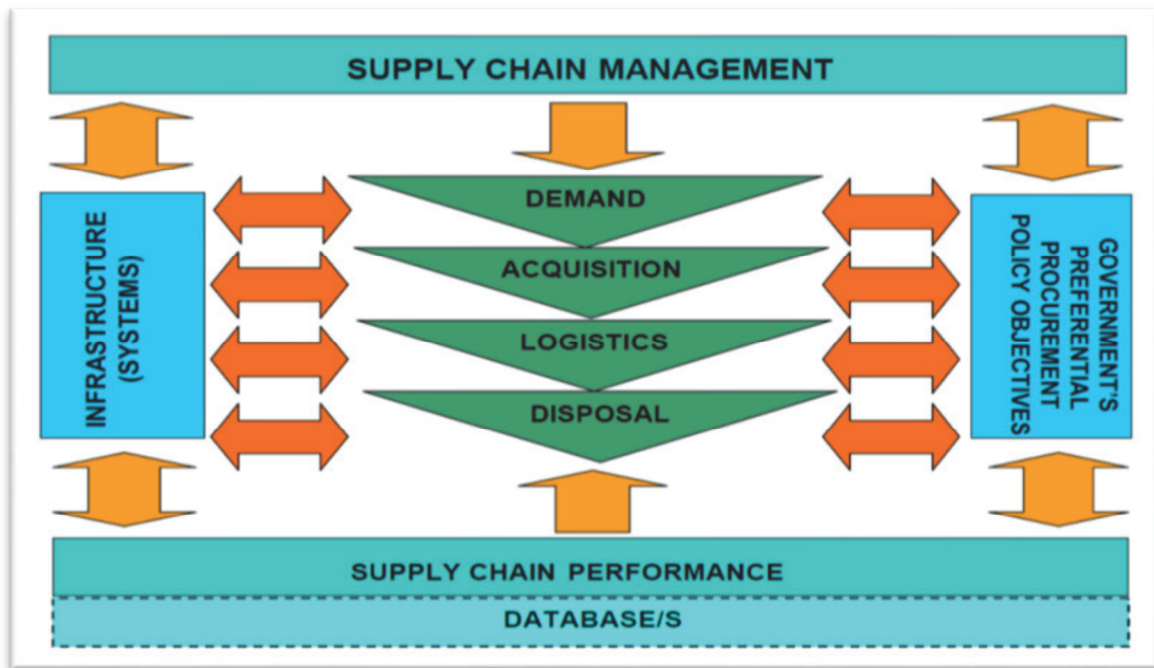 SUPPLY CHAIN MANAGEMENT
INFRASTRUCTURE
(SYSTEMS)
DEMAND
ACQUISITION
LOGISTICS
DISPOSAL
GOVERNMENT'S
PREFERENTIAL
PROCUREMENT
POLICY OBJECTIVES
SUPPLY CHAIN PERFORMANCE
DATABASE/S